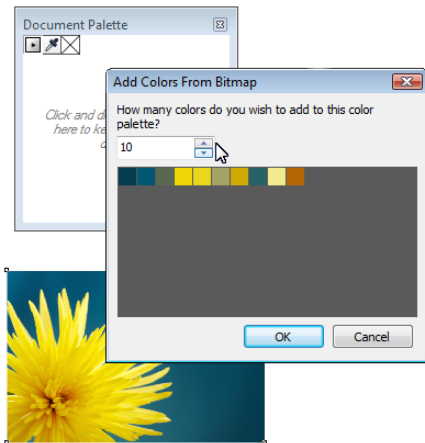 Document Palette
Add Colors From Bitmap
How many colors do you wish to add to this color
palette?
Click and d
here to ke
d
10
OK
Cancel